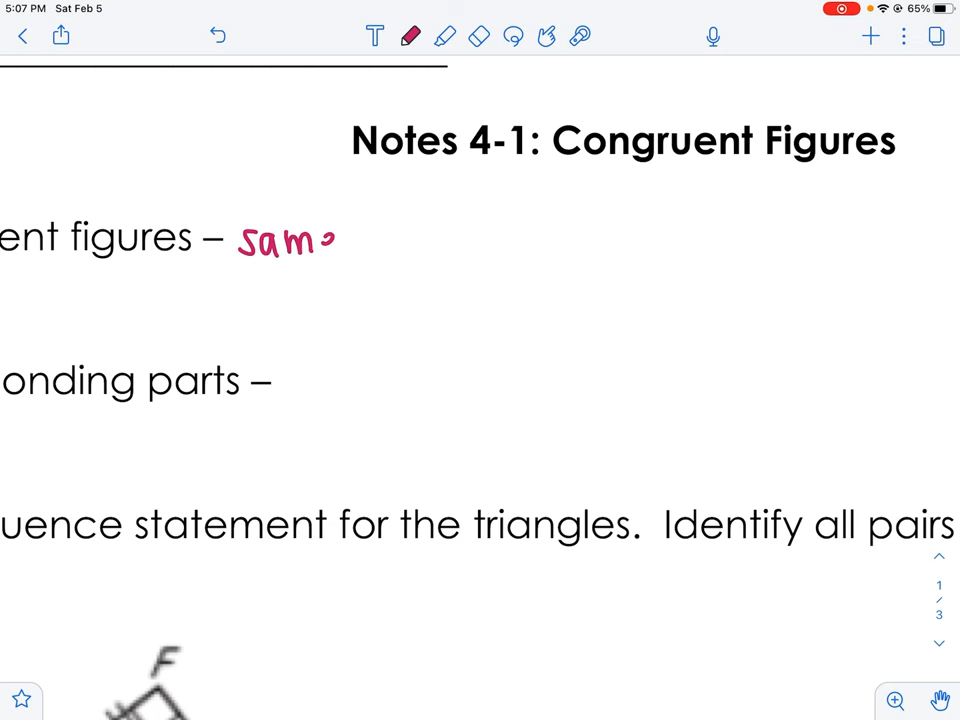 5:07 PM Sat Feb 5
65%
Notes 4-1: Congruent Figures
ent figures – sam
onding parts –
uence statement for the triangles. Identify all pairs
1
/
3
F